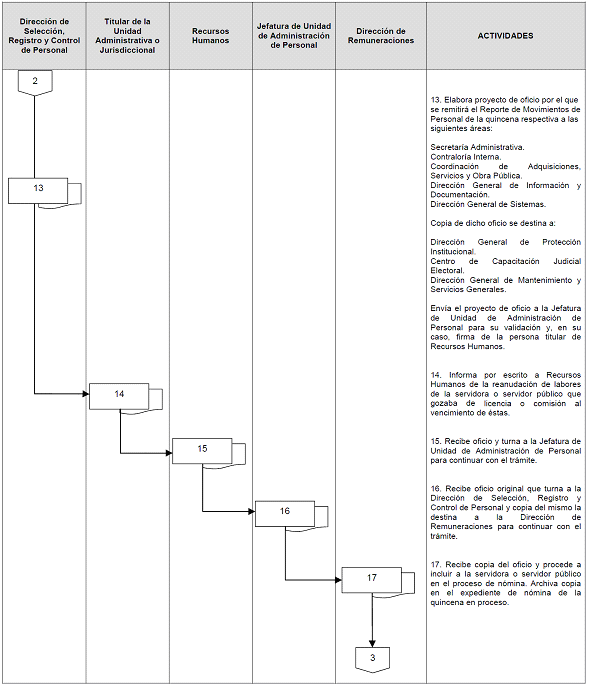 Dirección de
Selección,
Registro y Control
de Personal
Titular de la
Unidad
Administrativa o
Jurisdiccional
Recursos
Humanos
Jefatura de Unidad
de Administración
de Personal
Dirección de
Remuneraciones
ACTIVIDADES
2
13
14
15
16
17
3
13. Elabora proyecto de oficio por el que
se remitirá el Reporte de Movimientos de
Personal de la quincena respectiva a las
siguientes áreas:
Secretaría Administrativa.
Contraloría Interna.
Coordinación de Adquisiciones,
Servicios y Obra Pública.
Dirección General de Información y
Documentación.
Dirección General de Sistemas.
Copia de dicho oficio se destina a:
Dirección General de Protección
Institucional.
Centro de Capacitación Judicial
Electoral.
Dirección General de Mantenimiento y
Servicios Generales.
Envía el proyecto de oficio a la Jefatura
de Unidad de Administración de
Personal para su validación y, en su
caso, firma de la persona titular de
Recursos Humanos.
14. Informa por escrito a Recursos
Humanos de la reanudación de labores
de la servidora o servidor público que
gozaba de licencia o comisión al
vencimiento de éstas.
15. Recibe oficio y turna a la Jefatura de
Unidad de Administración de Personal
para continuar con el trámite.
16. Recibe oficio original que turna a la
Dirección de Selección, Registro y
Control de Personal y copia del mismo la
destina a la Dirección de
Remuneraciones para continuar con el
trámite.
17. Recibe copia del oficio y procede a
incluir a la servidora o servidor público
en el proceso de nómina. Archiva copia
en el expediente de nómina de la
quincena en proceso.